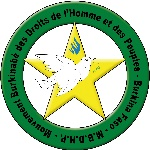 Mouvement Burkinabè des Droits de l'Homme et des Peuples - Burkina Faso - M.B.D.H.P -